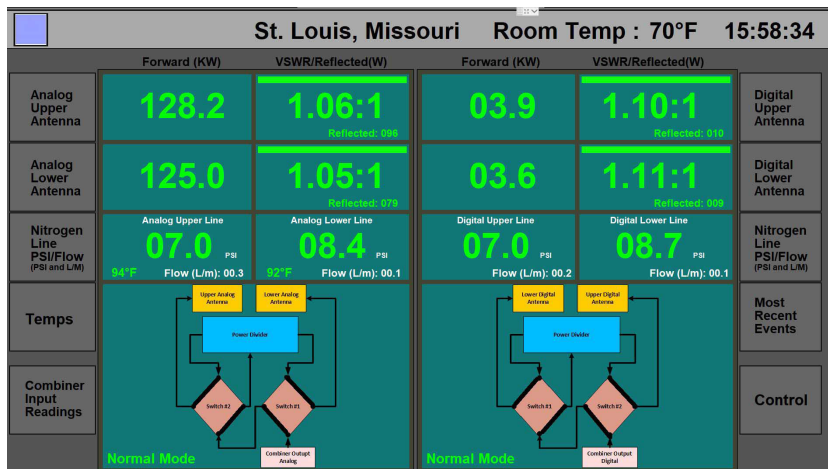 St. Louis, Missouri Room Temp : 70°F 15:58:34
Forward (KW) VSWR/Reflected(W) Forward (KW) VSWR/Reflected(W)
Analog
Upper
Antenna
128.2
1.06:1
Reflected: 096
03.9
1.10:1
Reflected: 010
Digital
Upper
Antenna
Analog
Lower
Antenna
125.0
1.05:1
Reflected: 079
03.6
1.11:1
Reflected: 009
Digital
Lower
Antenna
Nitrogen
Line
PSI/Flow
(PSI and L/M)
Analog Upper Line
07.0 PSI
94°F Flow (L/m): 00.3
Analog Lower Line
08.4 PSI
92°F Flow (L/m): 00.1
Digital Upper Line
07.0 PSI
Flow (L/m): 00.2
Digital Lower Line
08.7 PSI
Flow (L/m): 00.1
Nitrogen
Line
PSI/Flow
(PSI and L/M)
Temps
Combiner
Input
Readings
Upper Analog
Antenna
Lower Analog
Antenna
Power Divider
Switch #2
Switch #1
Normal Mode
Combiner Outupt
Analog
Lower Digital
Antenna
Upper Digital
Antenna
Power Divider
Switch #1
Switch #2
Normal Mode
Combiner Output
Digital
Most
Recent
Events
Control